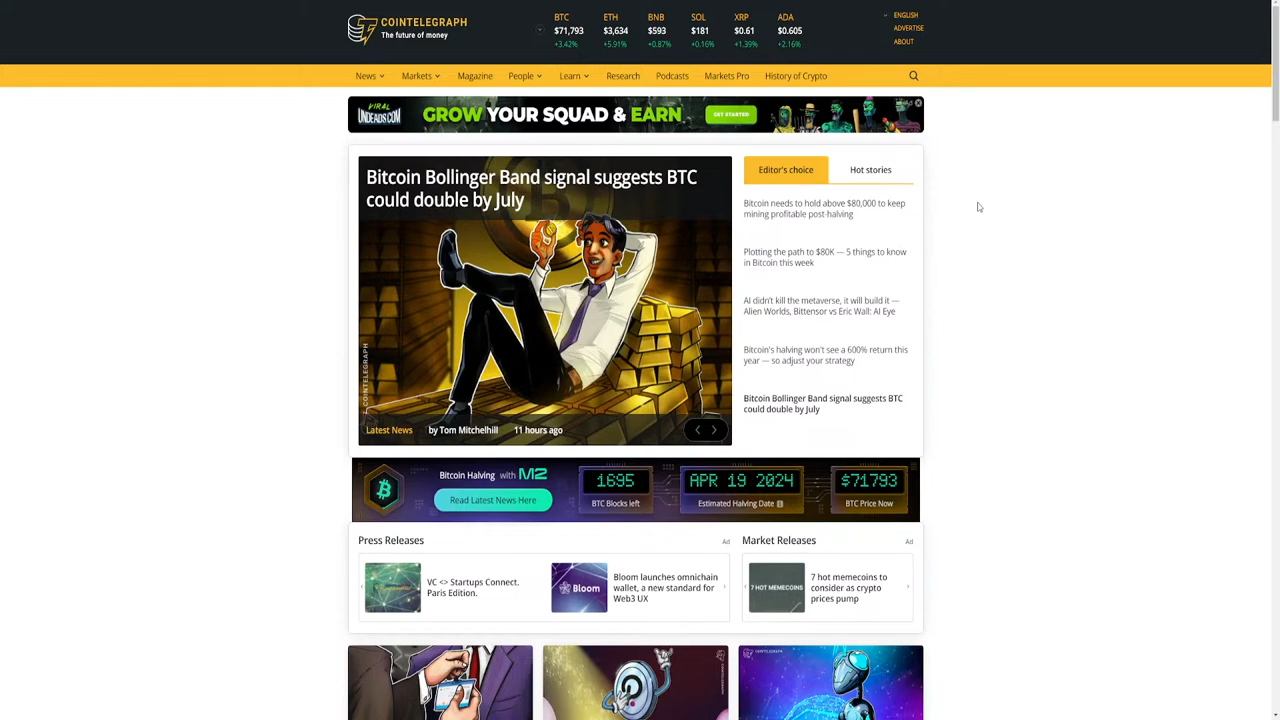 COINTELEGRAPH
The future of money
BTC ETH BNB SOL XRP ADA
$71,793 $3,634 $593 $181 $0.61 $0.605
+3.42% +5.91% +0.87% +0.16% +1.39% +2.16%
ENGLISH
ADVERTISE
ABOUT
News Markets Magazine People Learn Research Podcasts Markets Pro History of Crypto
VIRAL
UNDEADS.COM
GROW YOUR SQUAD & EARN
GET STARTED
Bitcoin Bollinger Band signal suggests BTC
could double by July
COINTELEGRAPH
Latest News by Tom Mitchelhill 11 hours ago
Editor's choice Hot stories
Bitcoin needs to hold above $80,000 to keep
mining profitable post-halving
Plotting the path to $80K — 5 things to know
in Bitcoin this week
AI didn't kill the metaverse, it will build it —
Alien Worlds, Bittensor vs Eric Wall: AI Eye
Bitcoin's halving won't see a 600% return this
year — so adjust your strategy
Bitcoin Bollinger Band signal suggests BTC
could double by July
Bitcoin Halving with M2
Read Latest News Here
1695
BTC Blocks left
APR 19 2024
Estimated Halving Date
$71793
BTC Price Now
Press Releases Ad
VC <> Startups Connect.
Paris Edition.
Bloom
Bloom launches omnichain
wallet, a new standard for
Web3 UX
Market Releases Ad
7 HOT MEMECOINS
7 hot memecoins to
consider as crypto
prices pump
COINTELEGRAPH